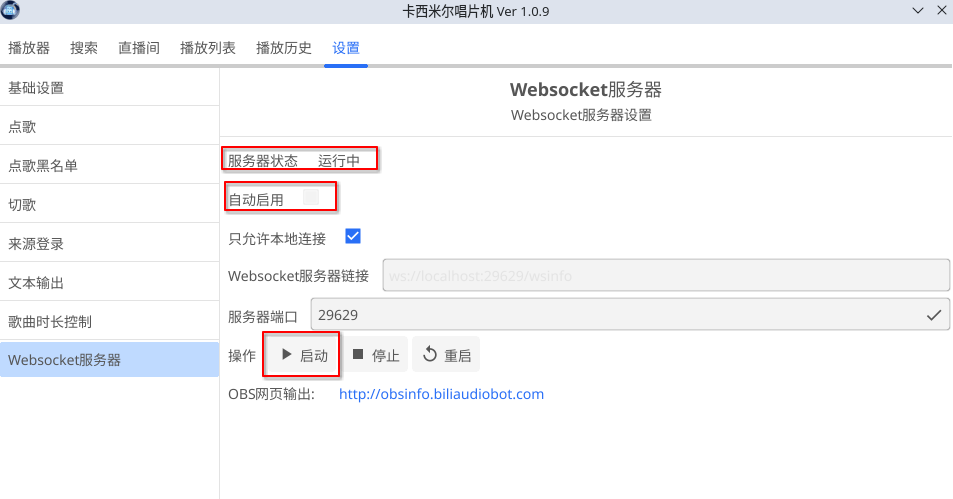 卡西米尔唱片机 Ver 1.0.9
播放器 搜索 直播间 播放列表 播放历史 设置
基础设置
点歌
点歌黑名单
切歌
来源登录
文本输出
歌曲时长控制
Websocket服务器
Websocket服务器
Websocket服务器设置
服务器状态 运行中
自动启用
只允许本地连接
Websocket服务器链接 ws://localhost:29629/wsinfo
服务器端口 29629
操作 启动 停止 重启
OBS网页输出: http://obsinfo.biliaudiobot.com